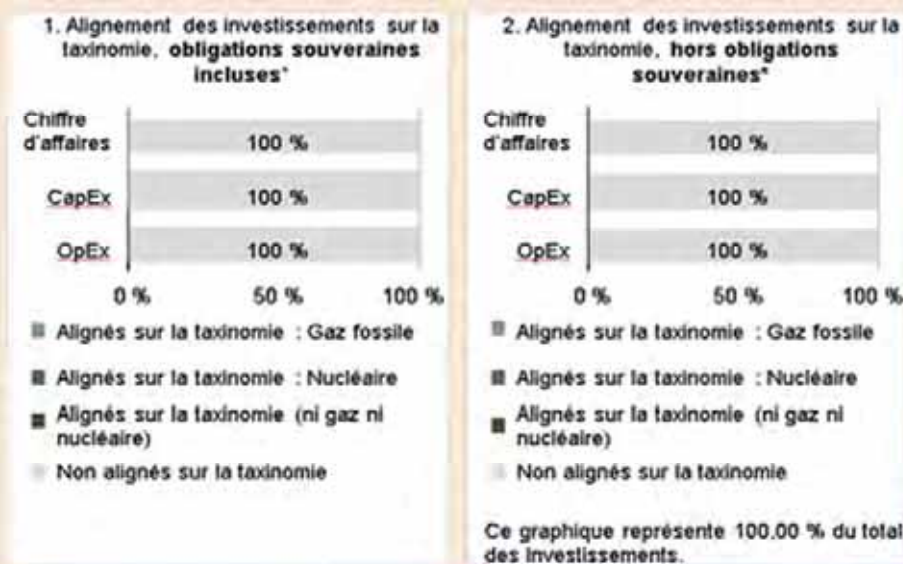 1. Alignement des investissements sur la
taxinomie, obligations souveraines
incluses*
Chiffre
d'affaires
100 %
CapEx
100 %
OpEx
100 %
0 %
50 %
100 %
Alignés sur la taxinomie : Gaz fossile
Alignés sur la taxinomie : Nucléaire
Alignés sur la taxinomie (ni gaz ni
nucléaire)
Non alignés sur la taxinomie
2. Alignement des investissements sur la
taxinomie, hors obligations
souveraines*
Chiffre
d'affaires
100 %
CapEx
100 %
OpEx
100 %
0 %
50 %
100 %
Alignés sur la taxinomie : Gaz fossile
Alignés sur la taxinomie : Nucléaire
Alignés sur la taxinomie (ni gaz ni
nucléaire)
Non alignés sur la taxinomie
Ce graphique représente 100.00 % du total
des investissements.